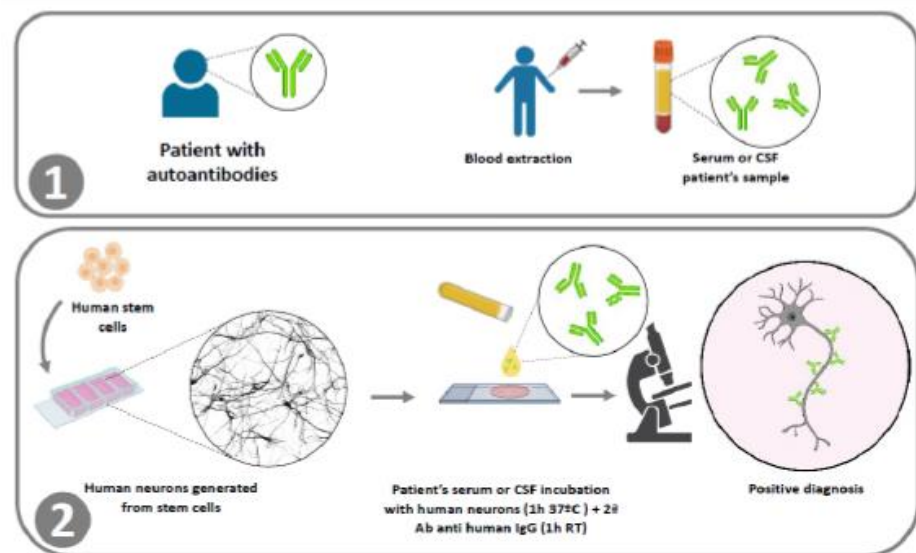 Patient with
autoantibodies
Blood extraction
Serum or CSF
patient's sample
1
Human stem
cells
Human neurons generated
from stem cells
Patient's serum or CSF incubation
with human neurons (1h 37ºC ) + 2ª
Ab anti human IgG (1h RT)
Positive diagnosis
2